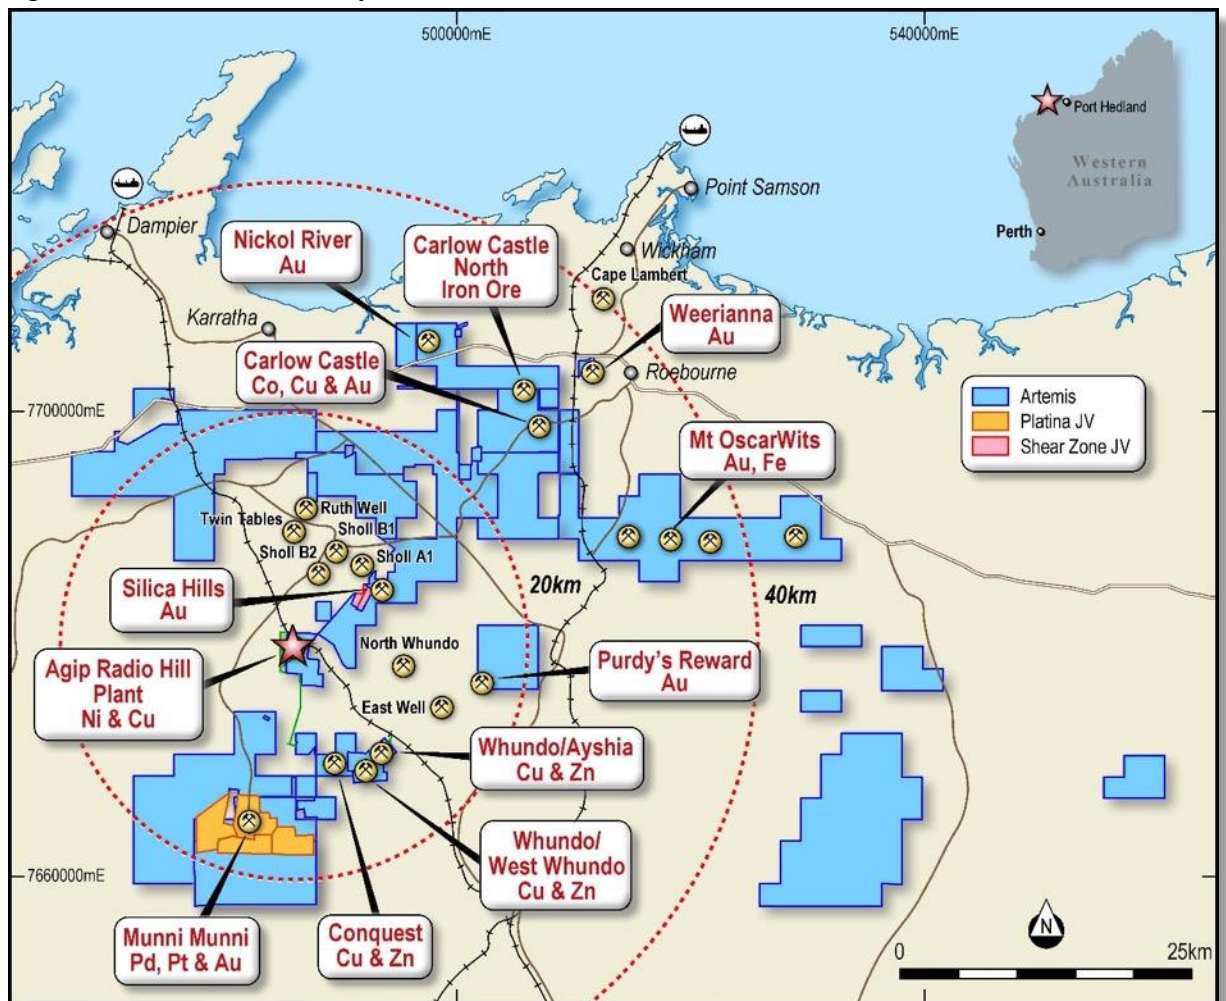 500000mE
540000mE
Port Hedland
Western
Australia
Perth
Point Samson
Dampier
Nickol River
Au
Carlow Castle
North
Iron Ore
Wickham
Cape Lambert
Karratha
Weerianna
Au
Carlow Castle
Co, Cu & Au
Roebourne
7700000mE
Artemis
Platina JV
Shear Zone JV
Mt OscarWits
Au, Fe
Ruth Well
Twin Tables
Sholl B1
Sholl B2
Sholl A1
Silica Hills
Au
20km
40km
North Whundo
Agip Radio Hill
Plant
Ni & Cu
Purdy's Reward
Au
East Well
Whundo/Ayshia
Cu & Zn
Whundo/
West Whundo
Cu & Zn
7660000mE
Munni Munni
Pd, Pt & Au
Conquest
Cu & Zn
N
0
25km